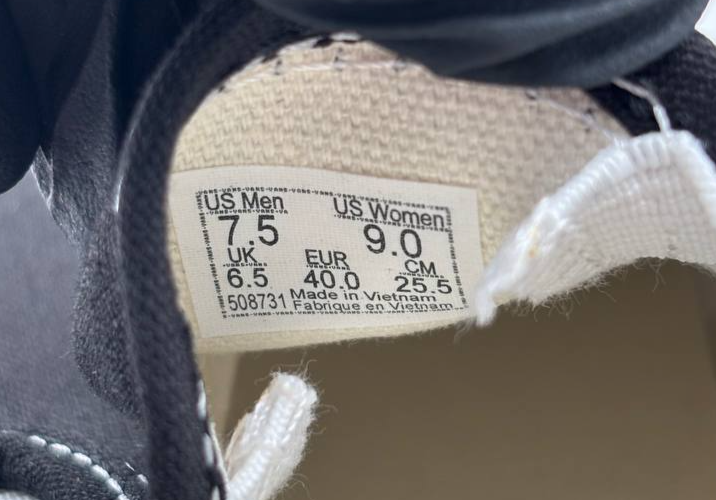 US Men US Women
7.5 9.0
UK EUR CM
6.5 40.0 25.5
508731 Made in Vietnam
Fabrique en Vietnam